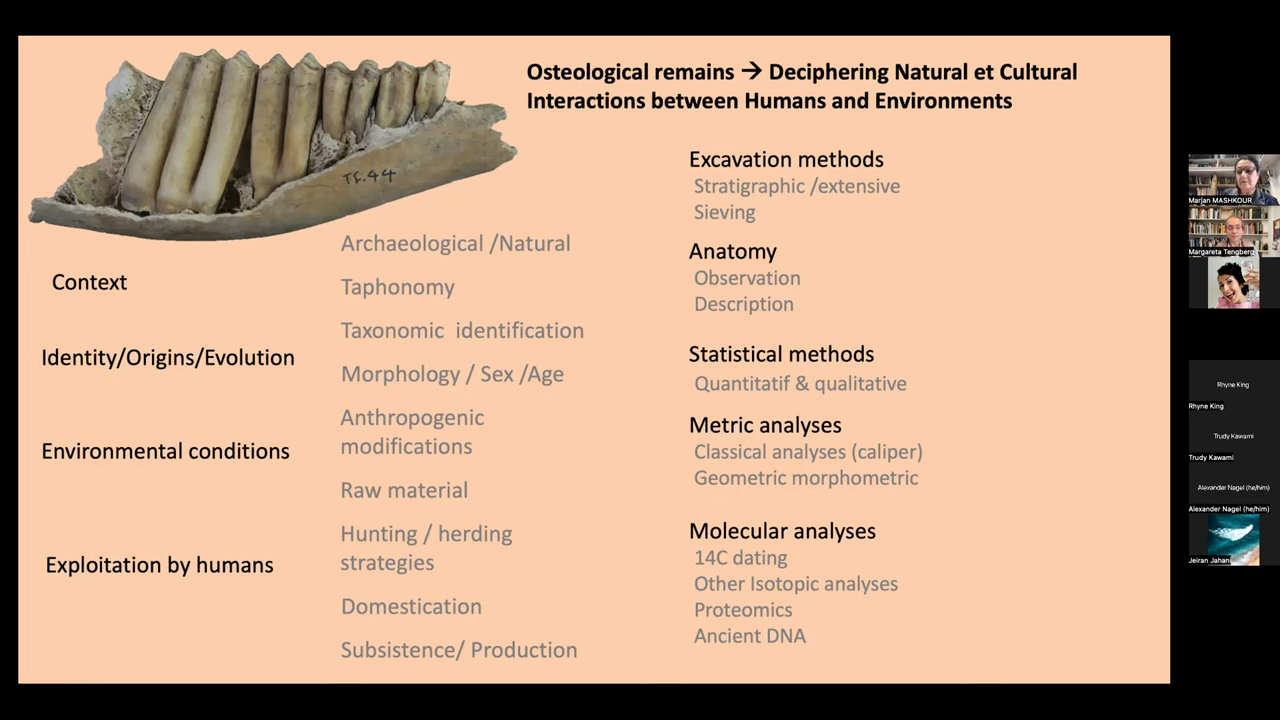 Osteological remains → Deciphering Natural et Cultural
Interactions between Humans and Environments
TS.44
Context
Identity/Origins/Evolution
Environmental conditions
Exploitation by humans
Archaeological /Natural
Taphonomy
Taxonomic identification
Morphology / Sex /Age
Anthropogenic
modifications
Raw material
Hunting / herding
strategies
Domestication
Subsistence/ Production
Excavation methods
Stratigraphic /extensive
Sieving
Anatomy
Observation
Description
Statistical methods
Quantitatif & qualitative
Metric analyses
Classical analyses (caliper)
Geometric morphometric
Molecular analyses
14C dating
Other Isotopic analyses
Proteomics
Ancient DNA
Marjan MASHKOUR
Margareta Tengberg
Rhyne King
Rhyne King
Trudy Kawami
Trudy Kawami
Alexander Nagel (he/him)
Alexander Nagel (he/him)
Jeiran Jahani